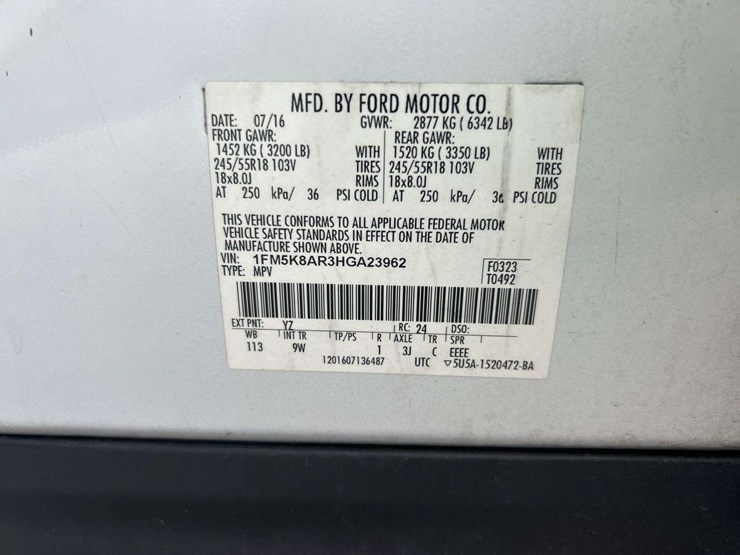 MFD. BY FORD MOTOR CO.
DATE: 07/16 GVWR: 2877 KG ( 6342 LB)
FRONT GAWR: REAR GAWR:
1452 KG ( 3200 LB) WITH 1520 KG ( 3350 LB) WITH
245/55R18 103V TIRES 245/55R18 103V TIRES
18x8.0J RIMS 18x8.0J RIMS
AT 250 kPa/ 36 PSI COLD AT 250 kPa/ 36 PSI COLD
THIS VEHICLE CONFORMS TO ALL APPLICABLE FEDERAL MOTOR
VEHICLE SAFETY STANDARDS IN EFFECT ON THE DATE OF
MANUFACTURE SHOWN ABOVE.
VIN: 1FM5K8AR3HGA23962 F0323
TYPE: MPV T0492
EXT PNT: YZ RC: 24 DSO:
WB INT TR TP/PS R AXLE TR SPR
113 9W 1 3J C EEEE
1201607136487 UTC ▽5U5A-1520472-BA